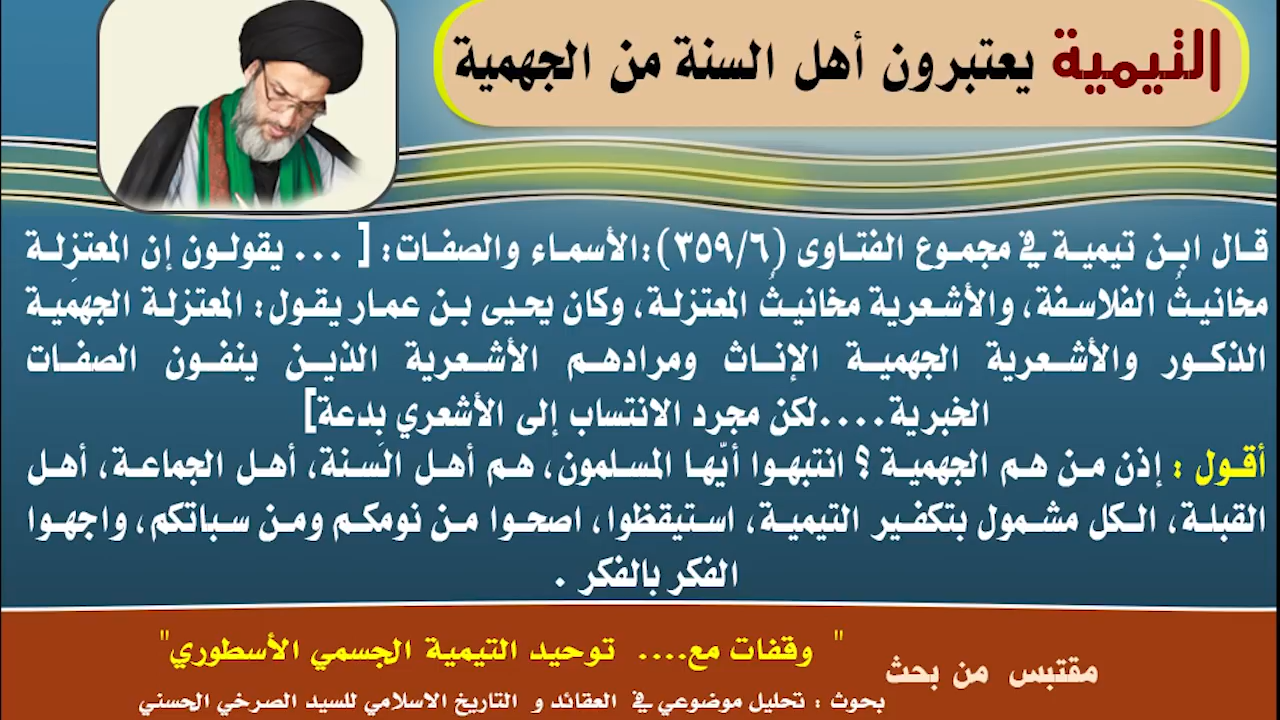 التيمية يعتبرون أهل السنة من الجهمية
قال ابن تيمية في مجموع الفتاوى (٣٥٩/٦):الأسماء والصفات: [ ... يقولون إن المعتزِلة
مخانيثُ الفلاسفة، والأشعرية مخانيثُ المعتزلة، وكان يحيى بن عمار يقول: المعتزلة الجهمية
الذكور والأشعرية الجهمية الإناث ومرادهم الأشعرية الذين ينفون الصفات
الخبرية....لكن مجرد الانتساب إلى الأشعري بِدعة]
أقول : إذن من هم الجهمية ؟ انتبهوا أيّها المسلمون، هم أهل السنة، أهل الجماعة، أهل
القبلة، الكل مشمول بتكفير التيمية، استيقظوا، اصحوا من نومكم ومن سباتكم، واجهوا
الفكر بالفكر .
" وقفات مع.... توحيد التيمية الجسمي الأسطوري"
مقتبس من بحث
بحوث : تحليل موضوعي في العقائد و التاريخ الاسلامي للسيد الصرخي الحسني